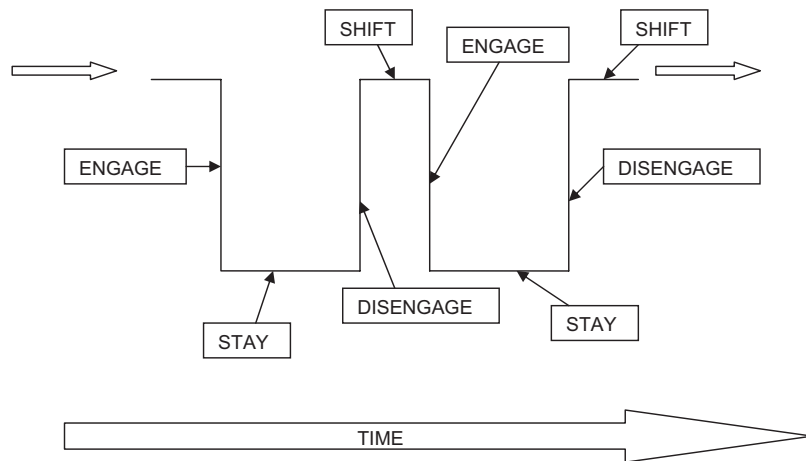 SHIFT
SHIFT
ENGAGE
ENGAGE
DISENGAGE
DISENGAGE
STAY
STAY
TIME